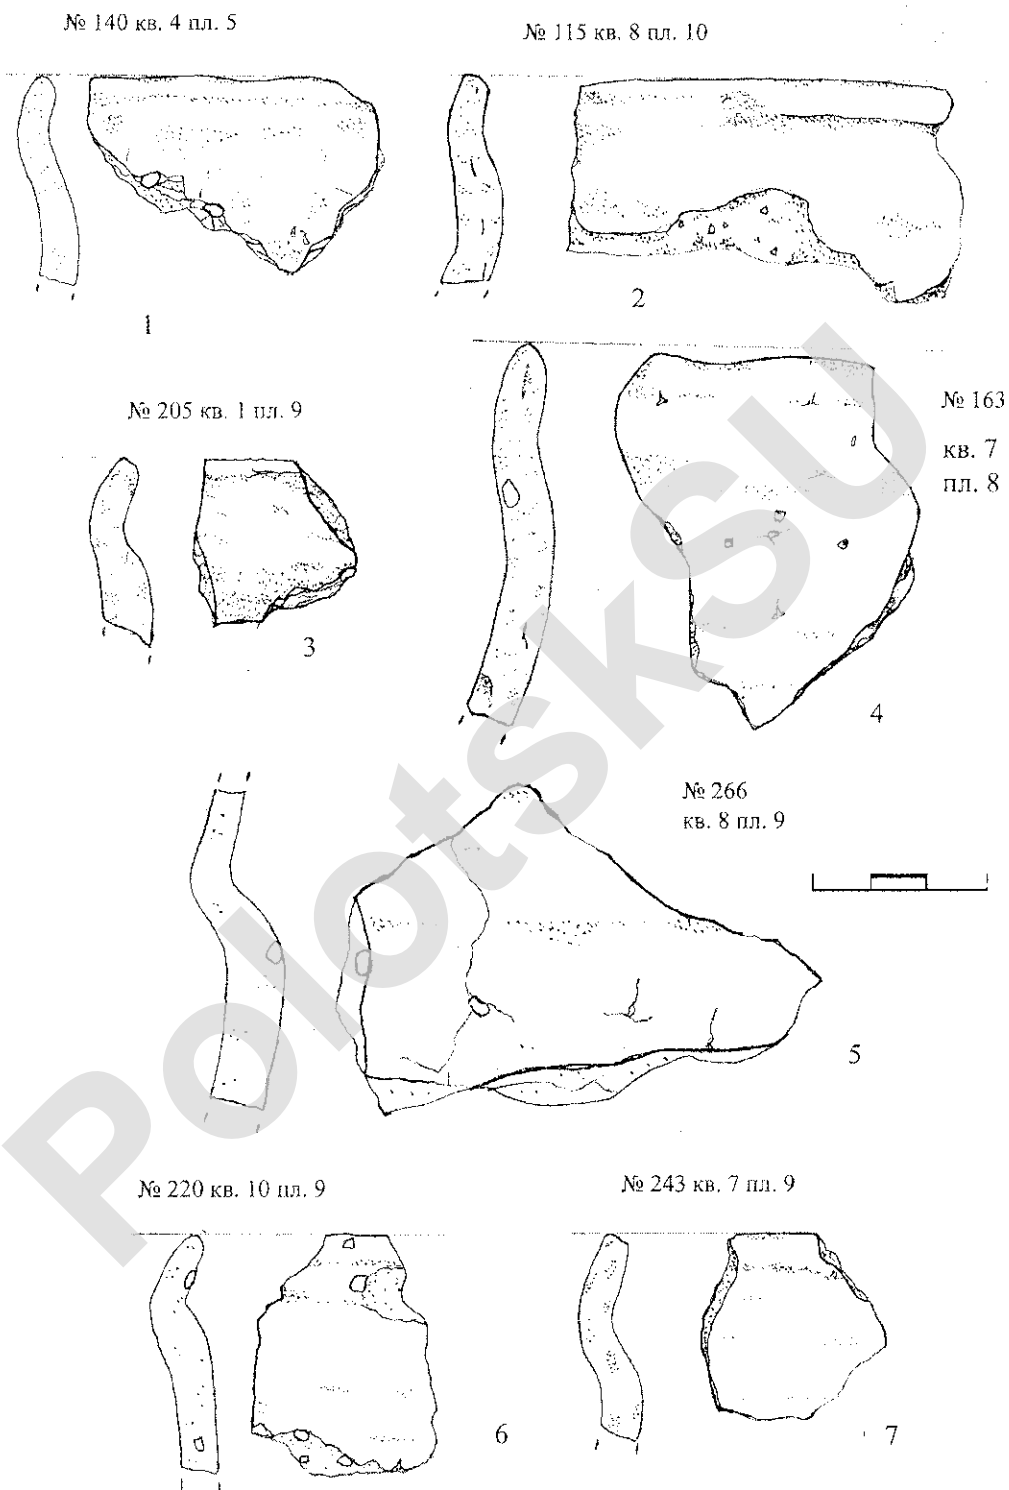 № 140 кв. 4 пл. 5
№ 115 кв. 8 пл. 10
1
2
№ 205 кв. 1 пл. 9
№ 163
кв. 7
пл. 8
3
4
№ 266
кв. 8 пл. 9
5
№ 220 кв. 10 пл. 9
№ 243 кв. 7 пл. 9
6
7
PolotskSU